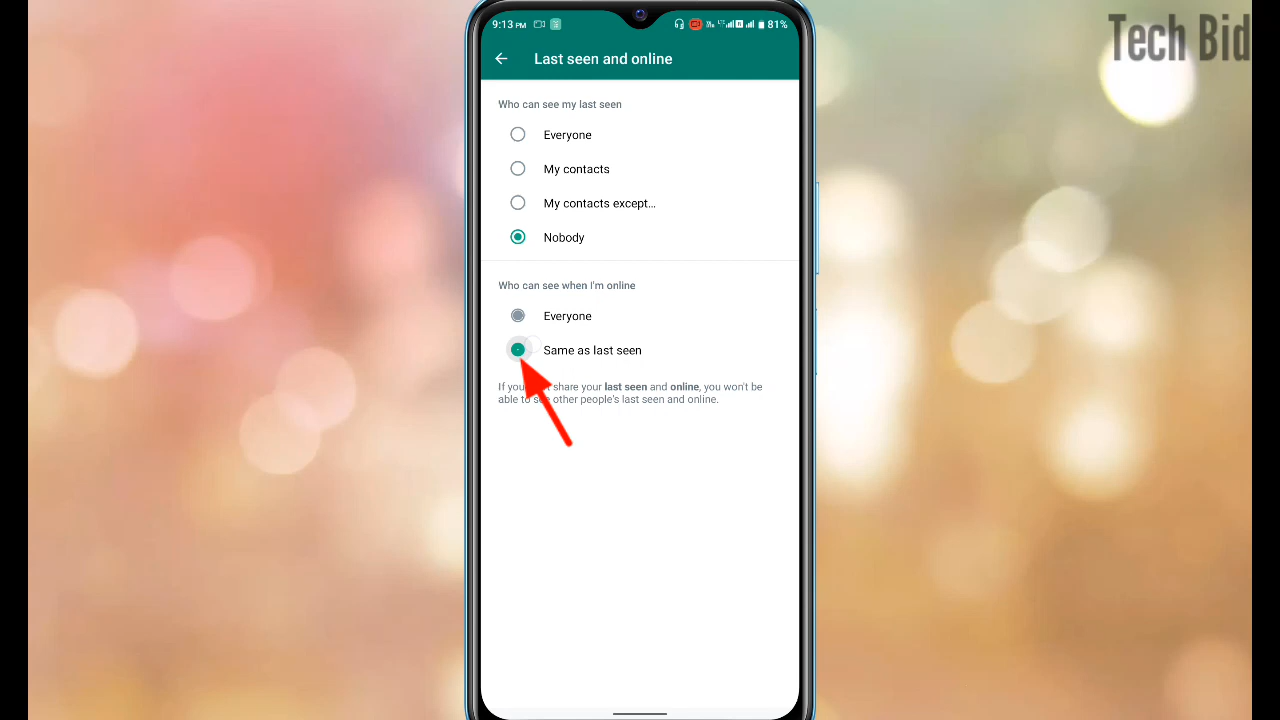 Tech Bid
9:13 PM 81%
Last seen and online
Who can see my last seen
Everyone
My contacts
My contacts except...
Nobody
Who can see when I'm online
Everyone
Same as last seen
If you share your last seen and online, you won't be
able to other people's last seen and online.